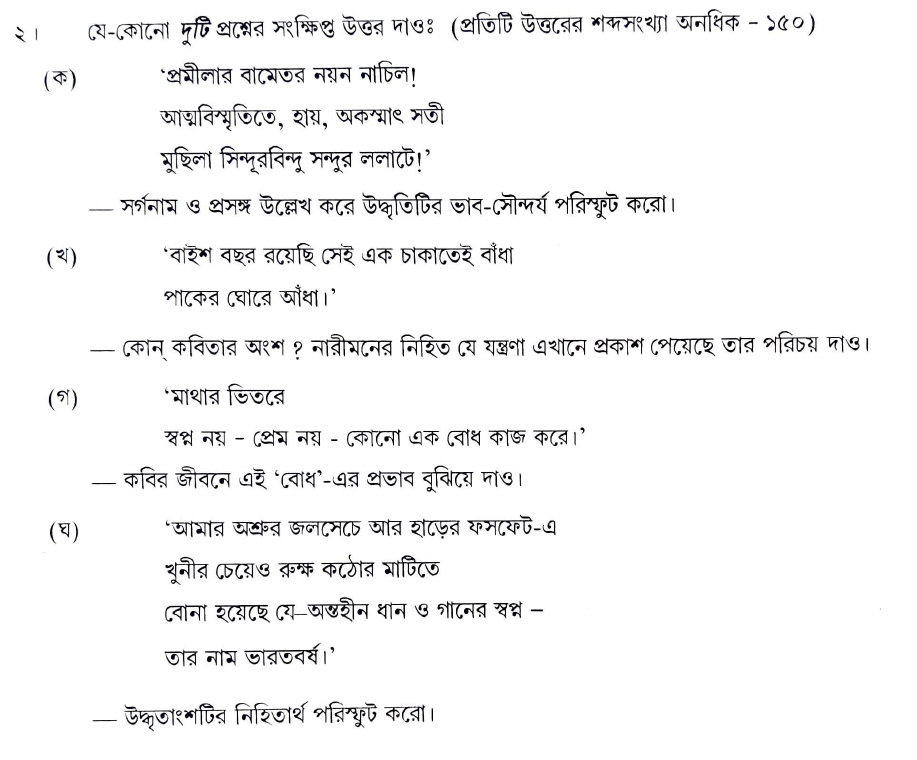 ২। যে-কোনো দুটি প্রশ্নের সংক্ষিপ্ত উত্তর দাওঃ (প্রতিটি উত্তরের শব্দসংখ্যা অনধিক - ১৫০)
(ক) 'প্রমীলার বামেতর নয়ন নাচিল!
আত্মবিস্মৃতিতে, হায়, অকস্মাৎ সতী
মুছিলা সিন্দূরবিন্দু সন্দুর ললাটে!'
— সর্গনাম ও প্রসঙ্গ উল্লেখ করে উদ্ধৃতিটির ভাব-সৌন্দর্য পরিস্ফুট করো।
(খ) 'বাইশ বছর রয়েছি সেই এক চাকাতেই বাঁধা
পাকের ঘোরে আঁধা।'
— কোন্ কবিতার অংশ ? নারীমনের নিহিত যে যন্ত্রণা এখানে প্রকাশ পেয়েছে তার পরিচয় দাও।
(গ) 'মাথার ভিতরে
স্বপ্ন নয় - প্রেম নয় - কোনো এক বোধ কাজ করে।'
— কবির জীবনে এই 'বোধ'-এর প্রভাব বুঝিয়ে দাও।
(ঘ) 'আমার অশ্রুর জলসেচে আর হাড়ের ফসফেট-এ
খুনীর চেয়েও রুক্ষ কঠোর মাটিতে
বোনা হয়েছে যে–অন্তহীন ধান ও গানের স্বপ্ন –
তার নাম ভারতবর্ষ।'
— উদ্ধৃতাংশটির নিহিতার্থ পরিস্ফুট করো।